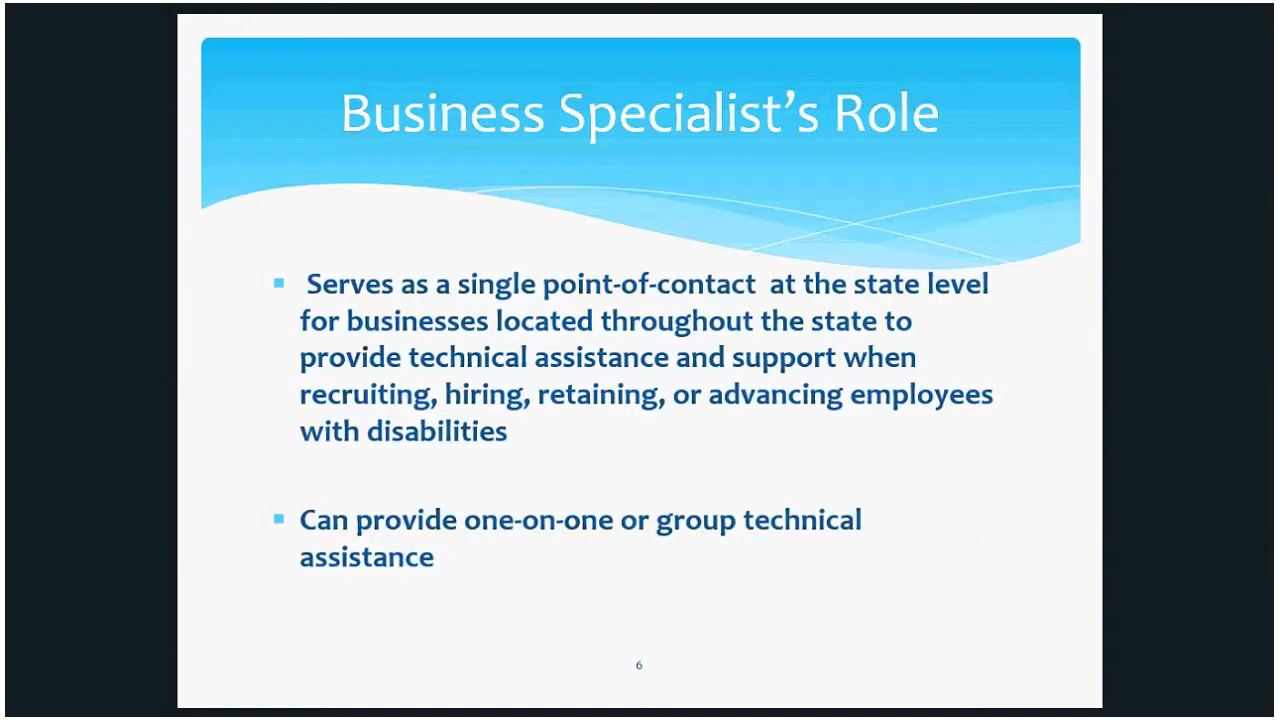 Business Specialist’s Role
▪ Serves as a single point-of-contact at the state level
for businesses located throughout the state to
provide technical assistance and support when
recruiting, hiring, retaining, or advancing employees
with disabilities
▪ Can provide one-on-one or group technical
assistance
6